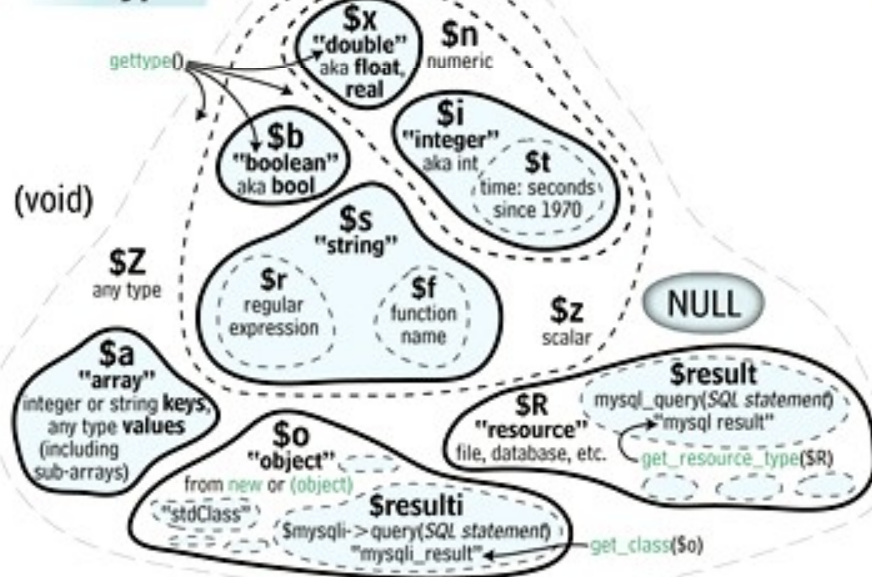 $x
"double"
aka float,
real
$n
numeric
gettype()
$b
"boolean"
aka bool
$i
"integer"
aka int
$t
time: seconds
since 1970
(void)
$s
"string"
$r
regular
expression
$f
function
name
$Z
any type
$z
scalar
NULL
$a
"array"
integer or string keys,
any type values
(including
sub-arrays)
$R
"resource"
file, database, etc.
$result
mysql_query(SQL statement)
"mysql result"
get_resource_type($R)
$o
"object"
from new or (object)
"stdClass"
$resulti
$mysqli->query(SQL statement)
"mysqli_result"
get_class($o)